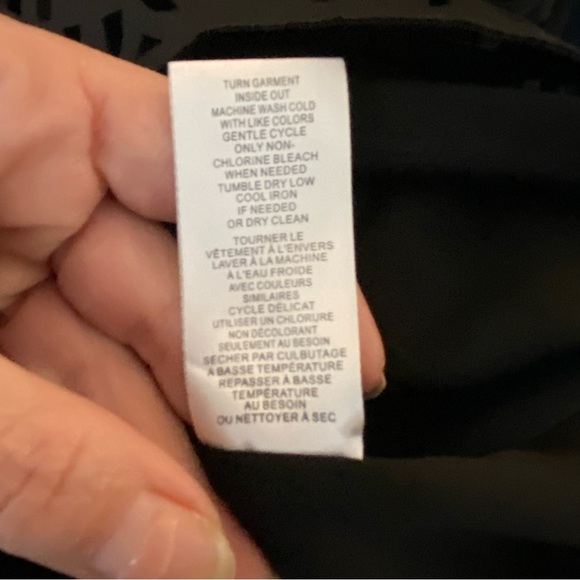 TURN GARMENT
INSIDE OUT
MACHINE WASH COLD
WITH LIKE COLORS
GENTLE CYCLE
ONLY NON-
CHLORINE BLEACH
WHEN NEEDED
TUMBLE DRY LOW
COOL IRON
IF NEEDED
OR DRY CLEAN
TOURNER LE
VÊTEMENT À L'ENVERS
LAVER À LA MACHINE
À L'EAU FROIDE
AVEC COULEURS
SIMILAIRES
CYCLE DÉLICAT
UTILISER UN CHLORURE
NON DÉCOLORANT
SEULEMENT AU BESOIN
SÉCHER PAR CULBUTAGE
À BASSE TEMPÉRATURE
REPASSER À BASSE
TEMPÉRATURE
AU BESOIN
OU NETTOYER À SEC